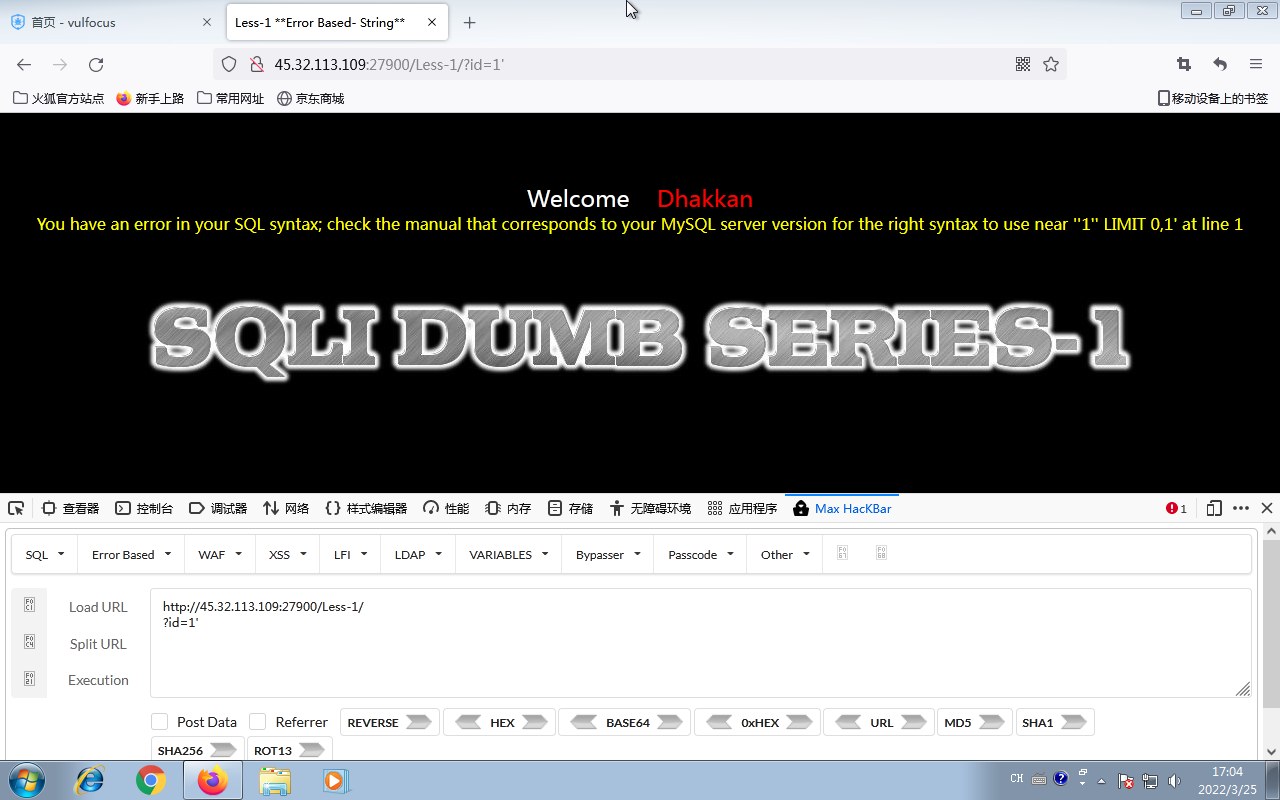 首页 - vulfocus
Less-1 **Error Based- String**
45.32.113.109:27900/Less-1/?id=1'
火狐官方站点 新手上路 常用网址 京东商城 移动设备上的书签
Welcome Dhakkan
You have an error in your SQL syntax; check the manual that corresponds to your MySQL server version for the right syntax to use near ''1'' LIMIT 0,1' at line 1
SQLI DUMB SERIES-1
查看器 控制台 调试器 网络 样式编辑器 性能 内存 存储 无障碍环境 应用程序 Max HacKBar 1
SQL Error Based WAF XSS LFI LDAP VARIABLES Bypasser Passcode Other
Load URL
Split URL
Execution
http://45.32.113.109:27900/Less-1/
?id=1'
Post Data Referrer REVERSE HEX BASE64 0xHEX URL MD5 SHA1
SHA256 ROT13
CH 17:04
2022/3/25